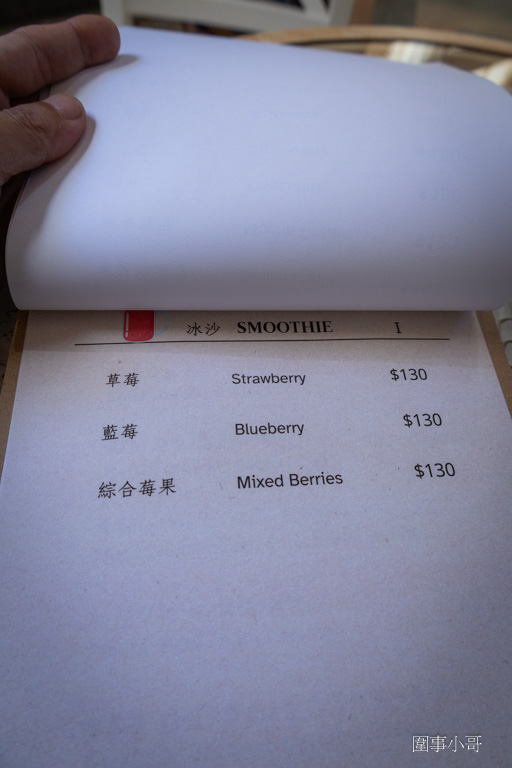 冰沙 SMOOTHIE I
草莓 Strawberry $130
藍莓 Blueberry $130
綜合莓果 Mixed Berries $130
圍事小哥